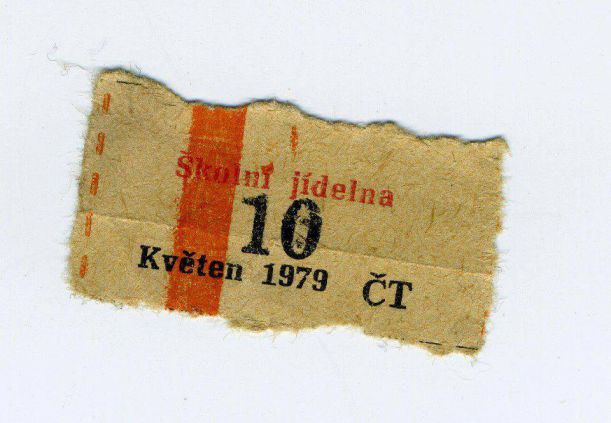 Školní jídelna
10
Květen 1979 ČT